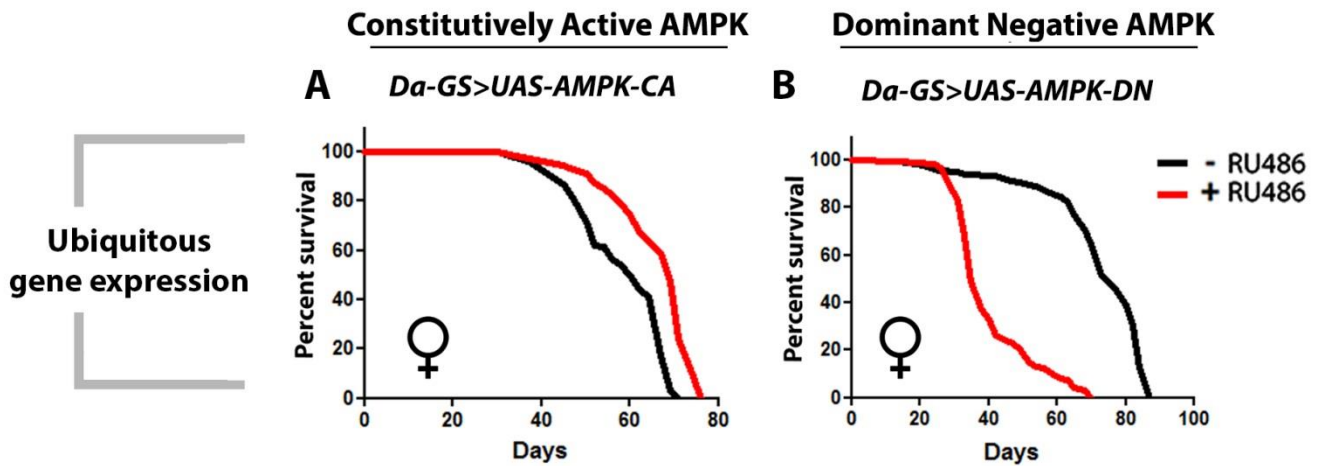 Constitutively Active AMPK
Dominant Negative AMPK
A
Da-GS>UAS-AMPK-CA
B
Da-GS>UAS-AMPK-DN
Ubiquitous
gene expression
Percent survival
100
80
60
40
20
0
0 20 40 60 80
Days
Percent survival
100
80
60
40
20
0
0 20 40 60 80 100
Days
- RU486
+ RU486